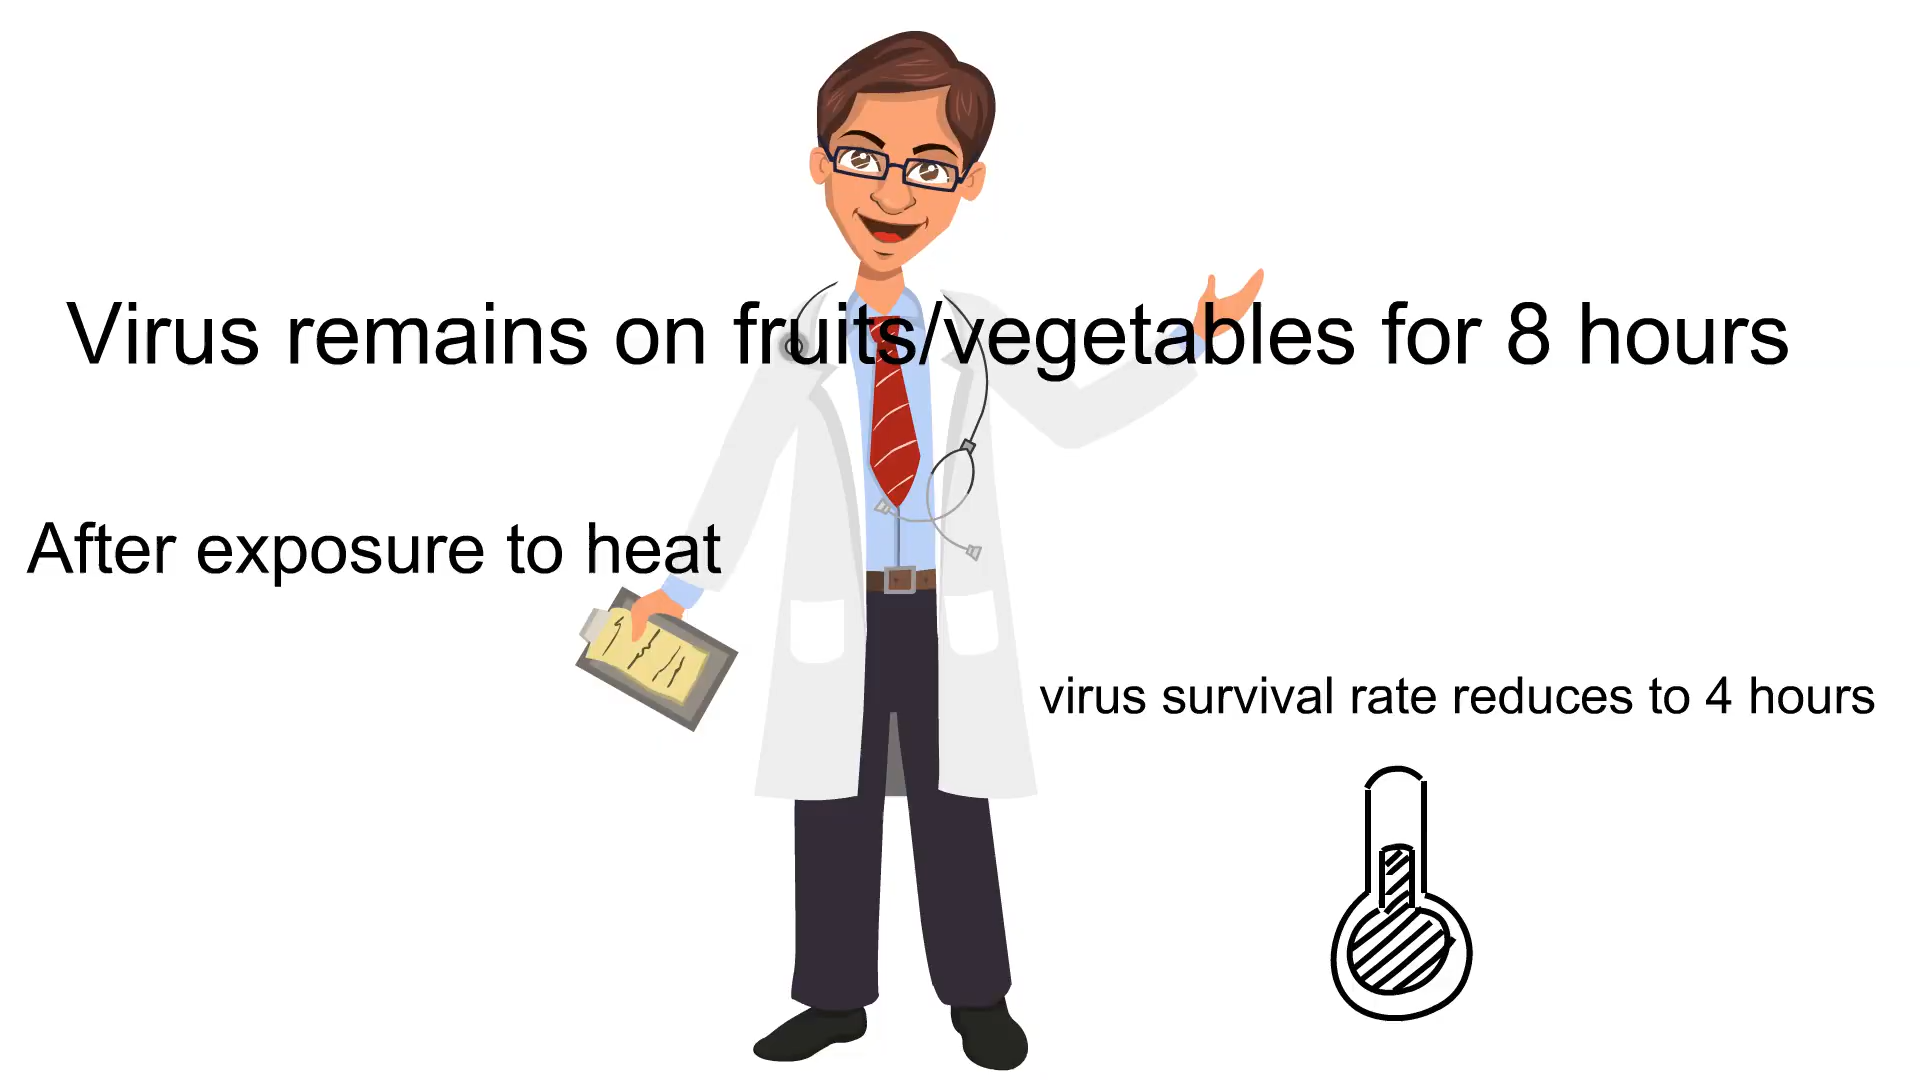 Virus remains on fruits/vegetables for 8 hours
After exposure to heat
virus survival rate reduces to 4 hours